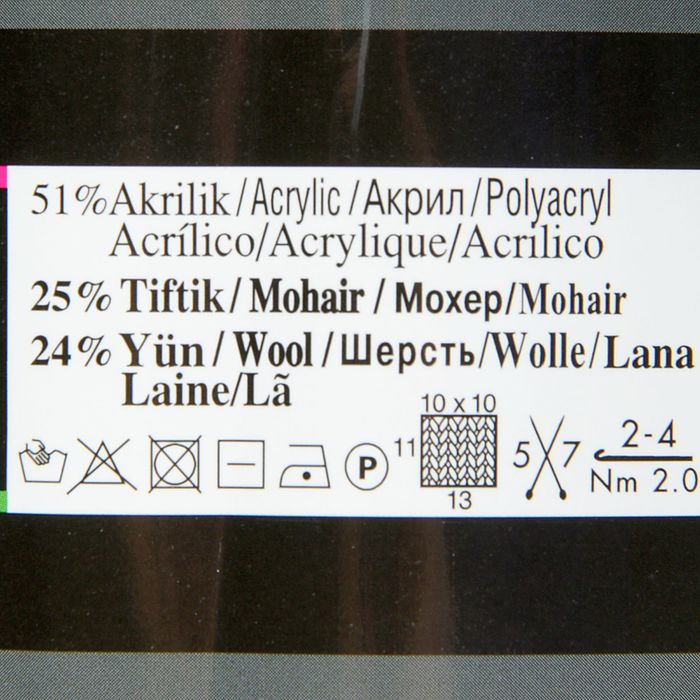 51% Akrilik / Acrylic / Акрил / Polyacryl
Acrílico/Acrylique/Acrilico
25% Tiftik / Mohair / Мохер/Mohair
24% Yün / Wool / Шерсть/Wolle/Lana
Laine/Lã
10 x 10
P 11 5 7 2-4
Nm 2.0
13